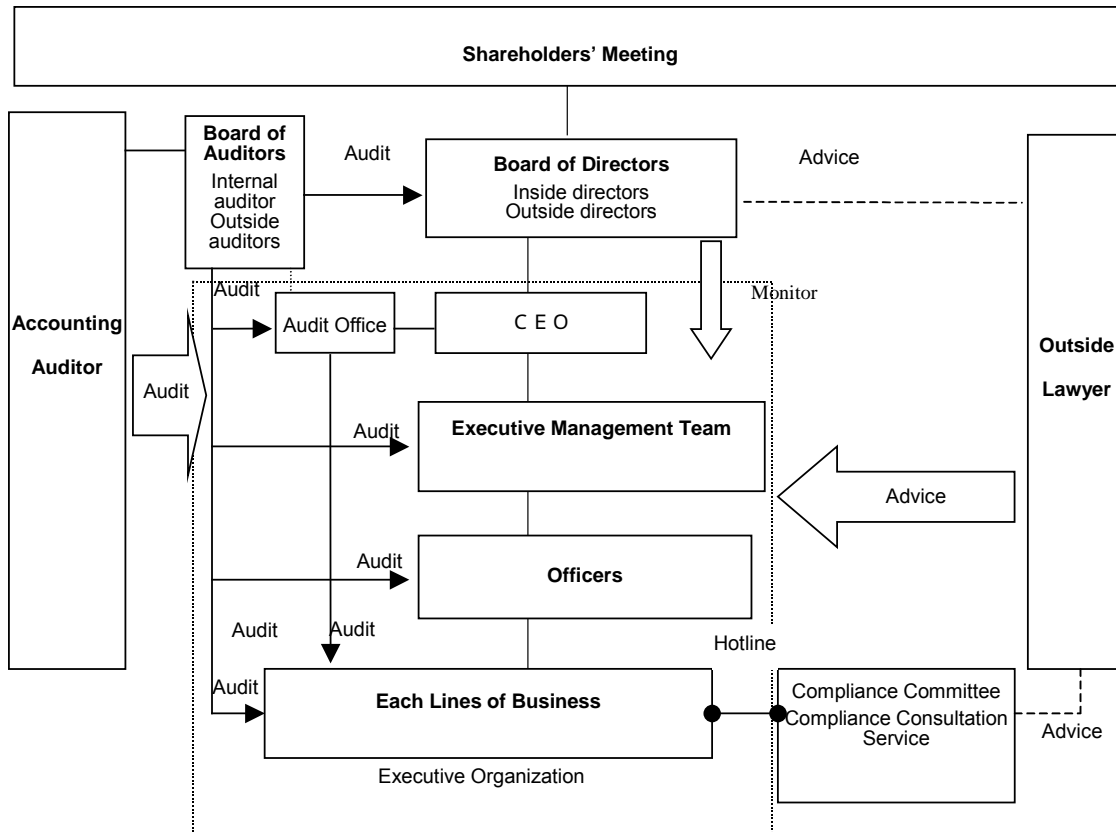 Shareholders' Meeting
Board of
Auditors
Internal
auditor
Outside
auditors
Audit
Board of Directors
Inside directors
Outside directors
Advice
Audit
Monitor
Accounting
Auditor
Audit Office
C E O
Outside
Lawyer
Audit
Audit
Executive Management Team
Advice
Audit
Officers
Audit
Audit
Hotline
Audit
Each Lines of Business
Compliance Committee
Compliance Consultation
Service
Advice
Executive Organization